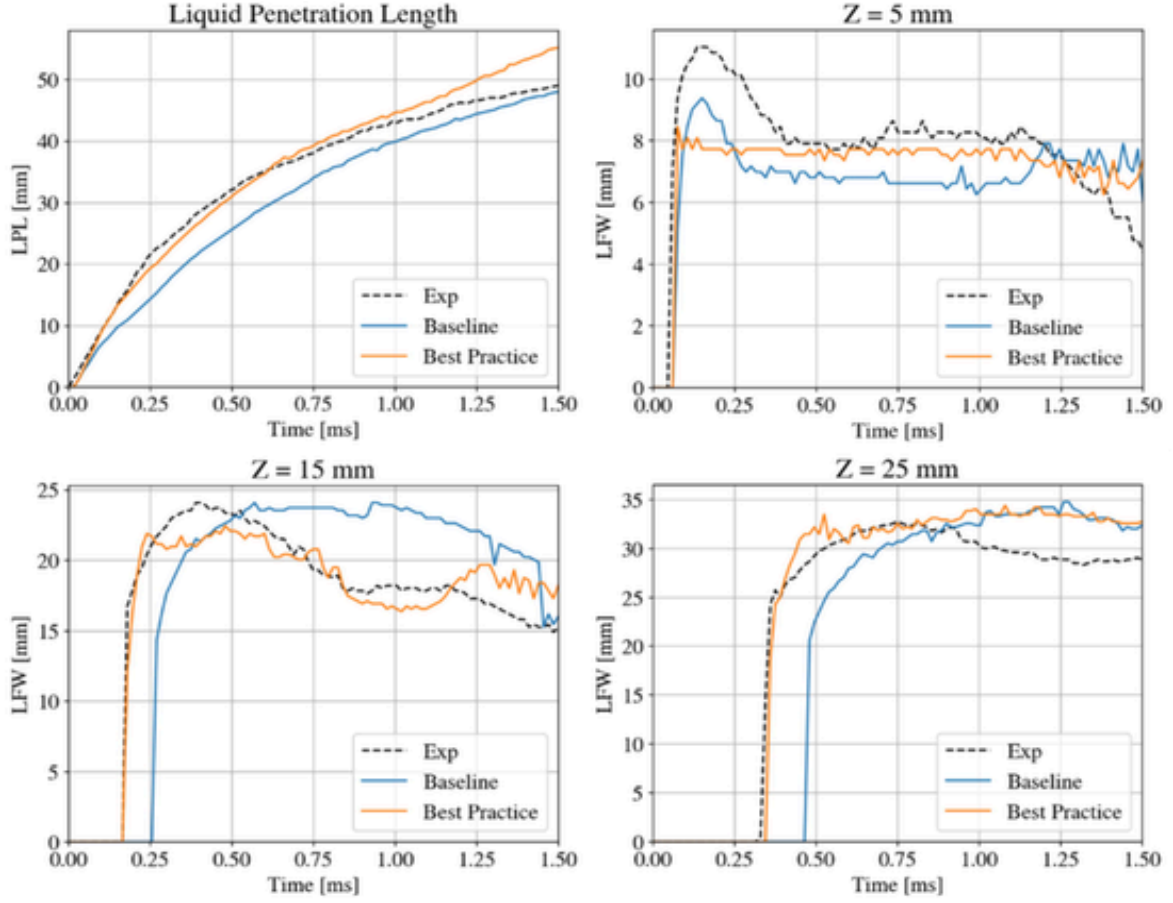 Liquid Penetration Length
LPL [mm]
50
40
30
20
10
0
0.00 0.25 0.50 0.75 1.00 1.25 1.50
Time [ms]
Exp
Baseline
Best Practice
Z = 5 mm
LFW [mm]
10
8
6
4
2
0
0.00 0.25 0.50 0.75 1.00 1.25 1.50
Time [ms]
Exp
Baseline
Best Practice
Z = 15 mm
LFW [mm]
25
20
15
10
5
0
0.00 0.25 0.50 0.75 1.00 1.25 1.50
Time [ms]
Exp
Baseline
Best Practice
Z = 25 mm
LFW [mm]
35
30
25
20
15
10
5
0
0.00 0.25 0.50 0.75 1.00 1.25 1.50
Time [ms]
Exp
Baseline
Best Practice